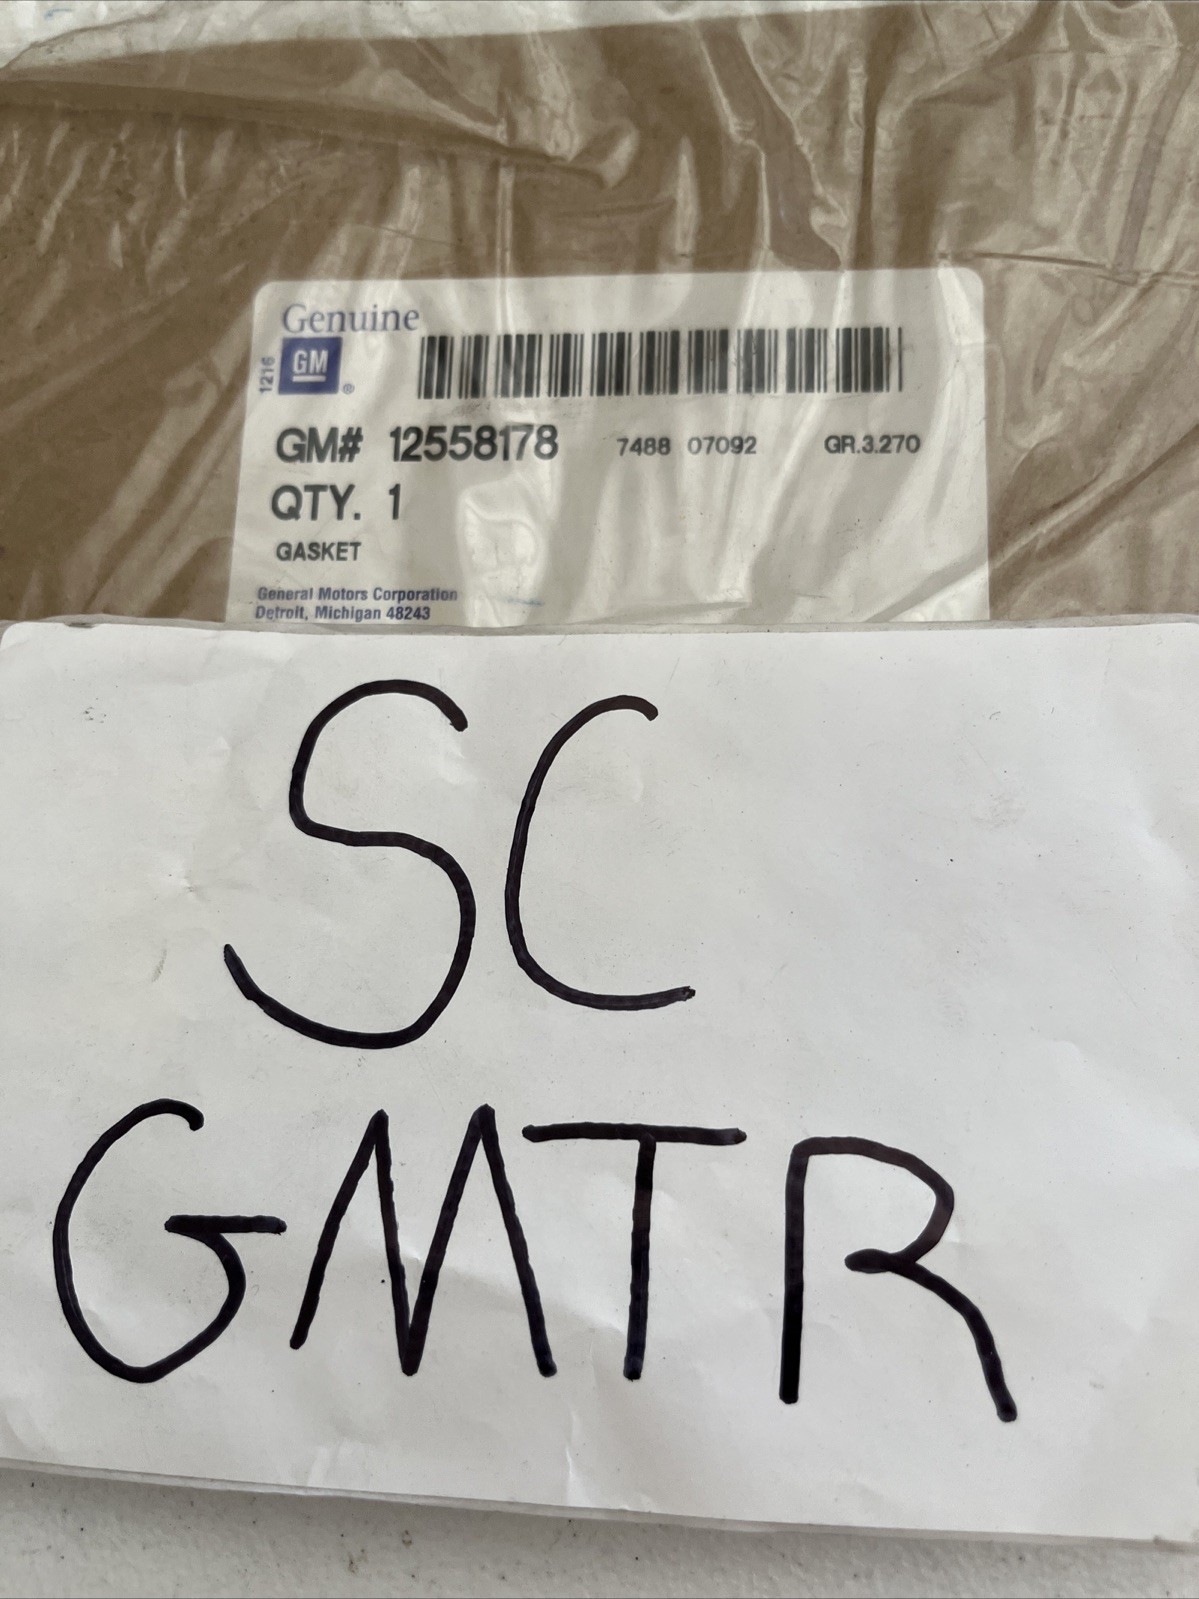 Genuine
1216 GM ®
GM# 12558178 7488 07092 GR.3.270
QTY. 1
GASKET
General Motors Corporation
Detroit, Michigan 48243
SC
GMTR